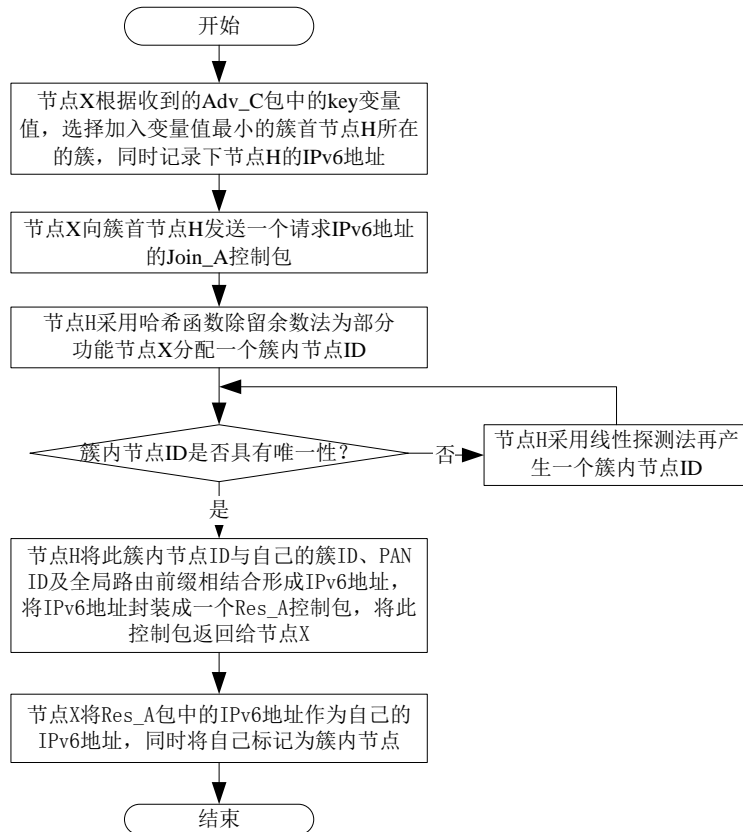 开始
节点X根据收到的Adv_C包中的key变量
值，选择加入变量值最小的簇首节点H所在
的簇，同时记录下节点H的IPv6地址
节点X向簇首节点H发送一个请求IPv6地址
的Join_A控制包
节点H采用哈希函数除留余数法为部分
功能节点X分配一个簇内节点ID
簇内节点ID是否具有唯一性？
否
节点H采用线性探测法再产
生一个簇内节点ID
是
节点H将此簇内节点ID与自己的簇ID、PAN
ID及全局路由前缀相结合形成IPv6地址，
将IPv6地址封装成一个Res_A控制包，将此
控制包返回给节点X
节点X将Res_A包中的IPv6地址作为自己的
IPv6地址，同时将自己标记为簇内节点
结束